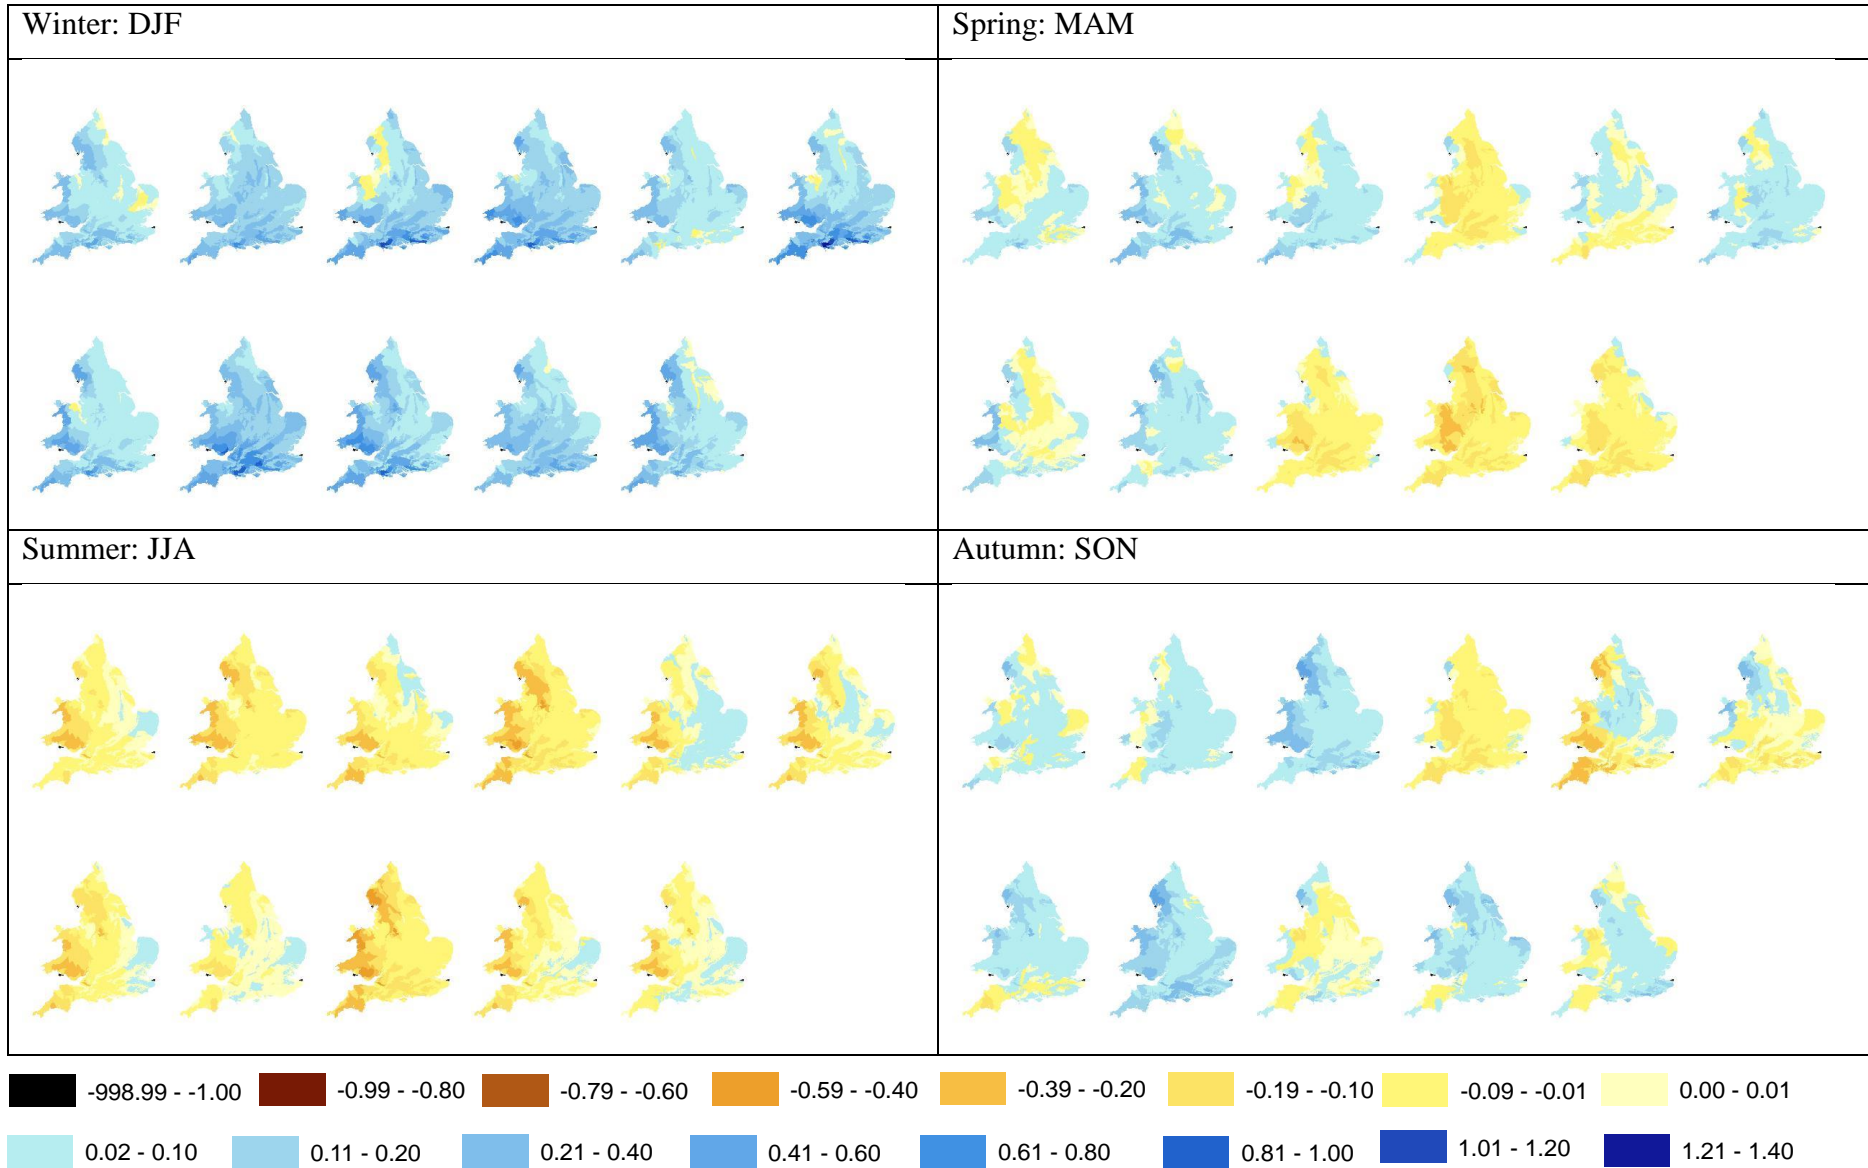 Winter: DJF
Spring: MAM
Summer: JJA
Autumn: SON
-998.99 - -1.00
-0.99 - -0.80
-0.79 - -0.60
-0.59 - -0.40
-0.39 - -0.20
-0.19 - -0.10
-0.09 - -0.01
0.00 - 0.01
0.02 - 0.10
0.11 - 0.20
0.21 - 0.40
0.41 - 0.60
0.61 - 0.80
0.81 - 1.00
1.01 - 1.20
1.21 - 1.40